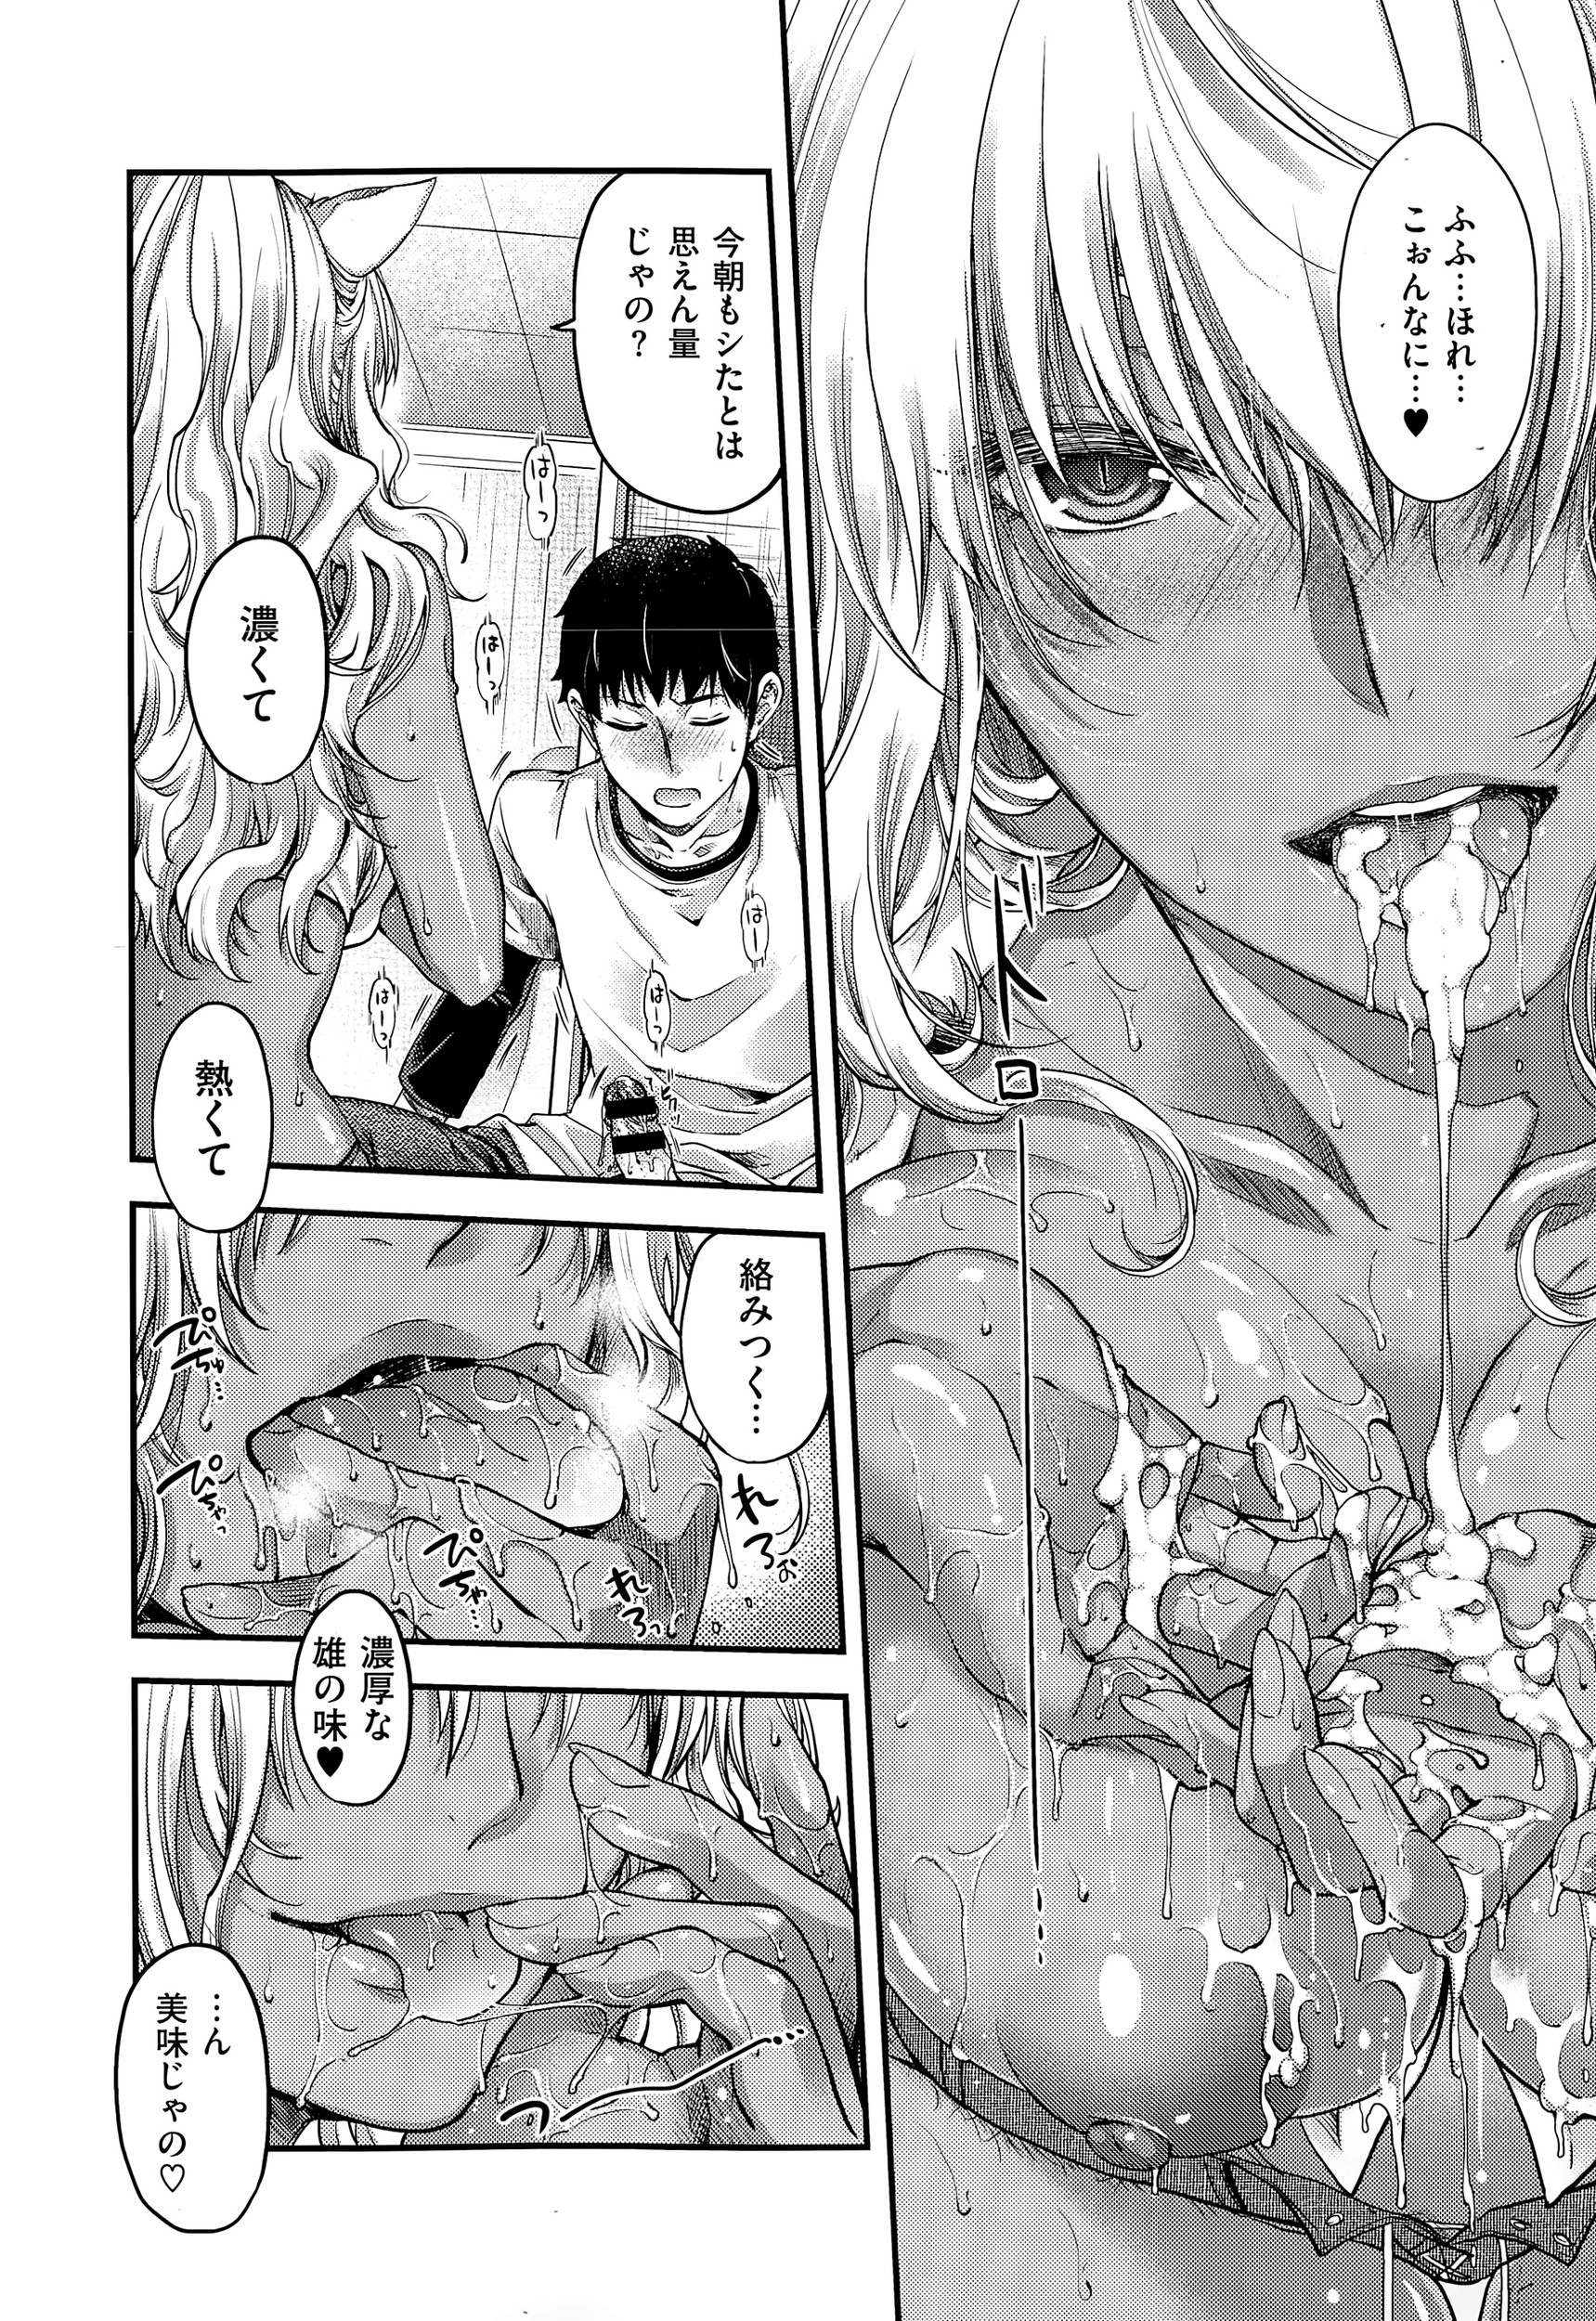 ふふ…ほれ…
こぉんなに…♥
ドロ
今朝もシたとは
思えん量
じゃの？
はーっ
はーっ
はーっ
はーっ
はーっ
濃くて
熱くて
絡みつく…
れろぉ
れろっ
ぴちゃ…
ぴちゅ…
ぴちゃっ
濃厚な
雄の味♥
…ん
美味じゃの♡